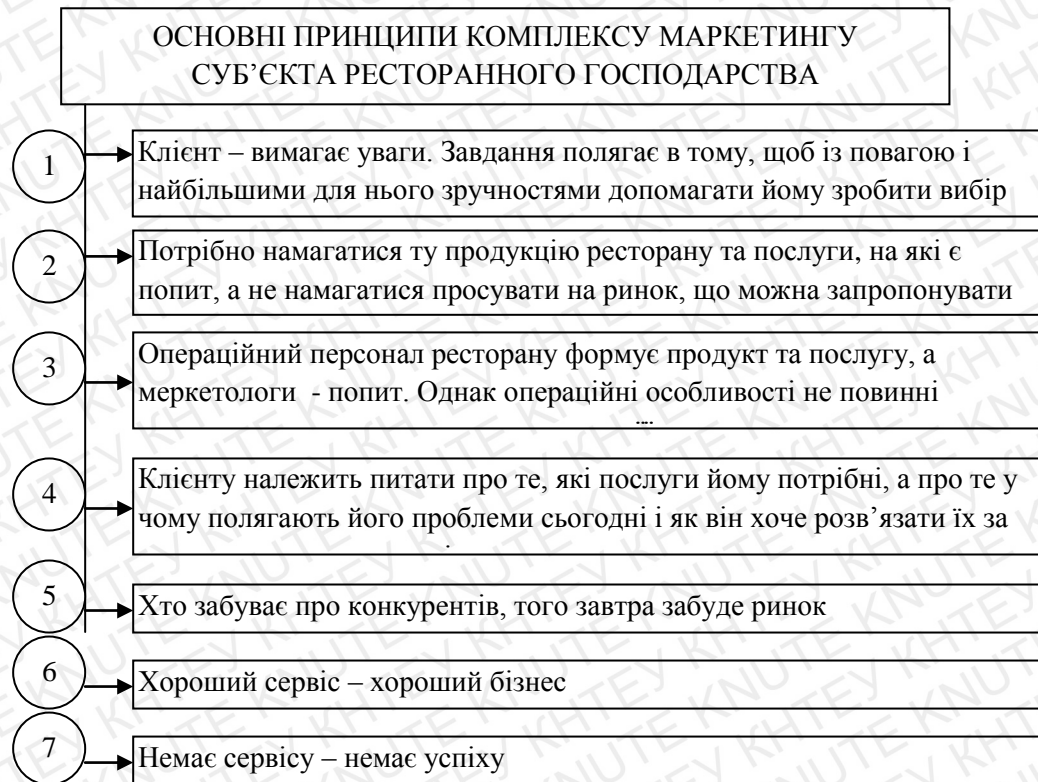 ОСНОВНІ ПРИНЦИПИ КОМПЛЕКСУ МАРКЕТИНГУ
СУБ'ЄКТА РЕСТОРАННОГО ГОСПОДАРСТВА
1
Клієнт – вимагає уваги. Завдання полягає в тому, щоб із повагою і
найбільшими для нього зручностями допомагати йому зробити вибір
2
Потрібно намагатися ту продукцію ресторану та послуги, на які є
попит, а не намагатися просувати на ринок, що можна запропонувати
3
Операційний персонал ресторану формує продукт та послугу, а
меркетологи - попит. Однак операційні особливості не повинні
4
Клієнту належить питати про те, які послуги йому потрібні, а про те у
чому полягають його проблеми сьогодні і як він хоче розв'язати їх за
5
Хто забуває про конкурентів, того завтра забуде ринок
6
Хороший сервіс – хороший бізнес
7
Немає сервісу – немає успіху